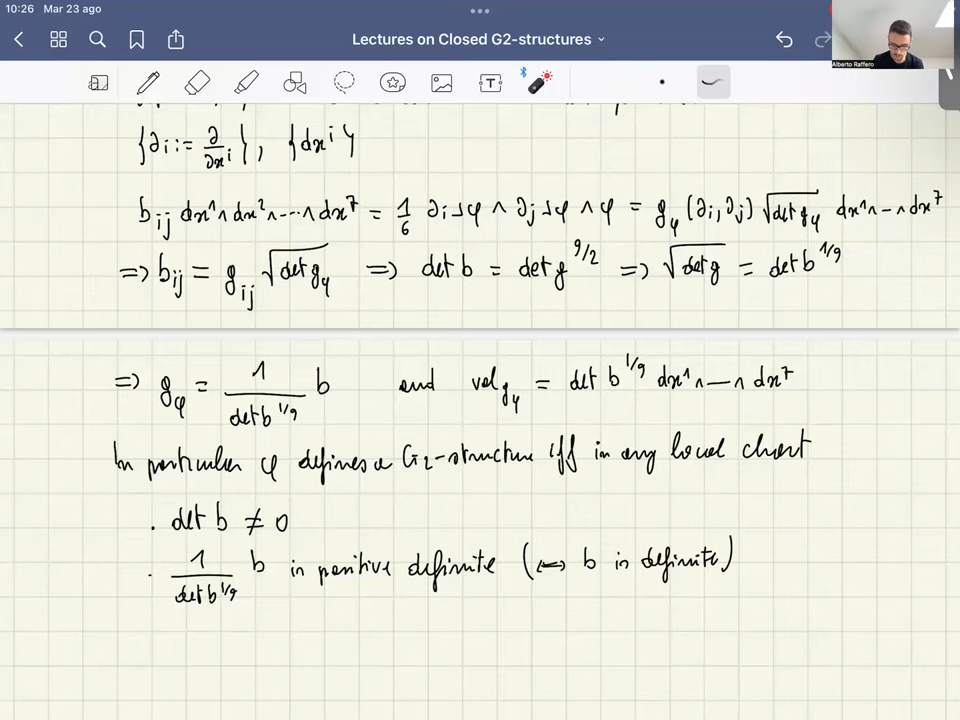 10:26 Mar 23 ago
Lectures on Closed G2-structures
Alberto Raffero
{∂i := ∂/∂x^i}, {dx^i}
b_ij dx^1∧dx^2∧---∧dx^7 = 1/6 ∂i⌟φ ∧ ∂j⌟φ ∧ φ = g_φ(∂i,∂j) √det g_φ dx^1∧--∧dx^7
=> b_ij = g_ij √det g_φ => det b = det g^9/2 => √det g = det b^1/9
=> g_φ = 1/det b^1/9 b and vol g_φ = det b^1/9 dx^1∧—∧dx^7
In particular φ defines a G2-structure iff in any local chart
. det b ≠ 0
. 1/det b^1/9 b is positive definite (<-> b is definite)